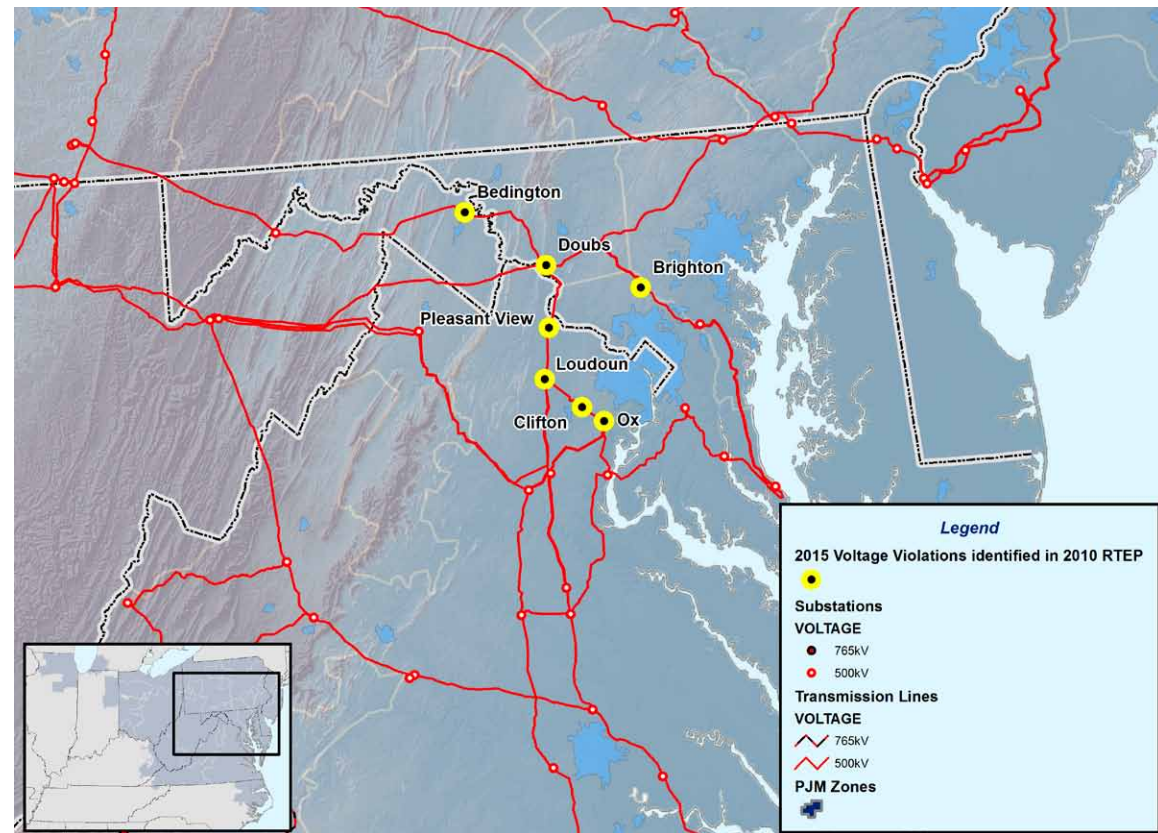 Bedington
Doubs
Brighton
Pleasant View
Loudoun
Clifton
Ox
Legend
2015 Voltage Violations identified in 2010 RTEP
Substations
VOLTAGE
765kV
500kV
Transmission Lines
VOLTAGE
765kV
500kV
PJM Zones